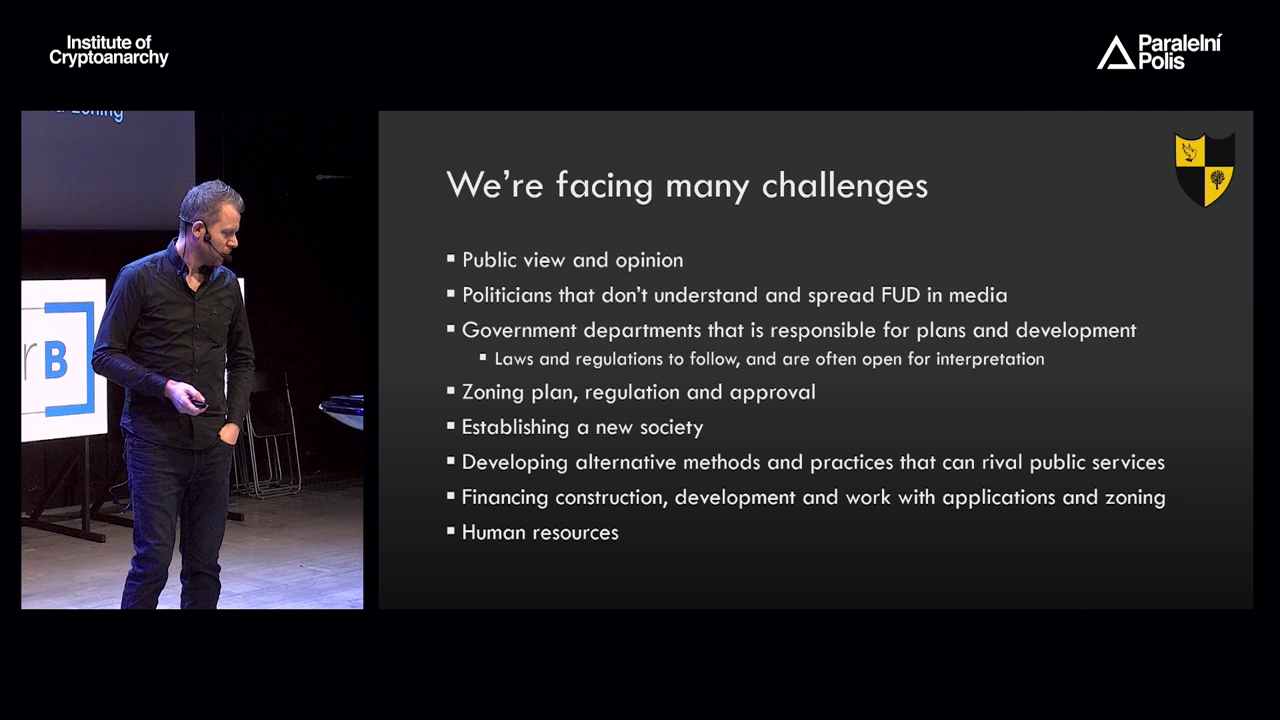 Institute of
Cryptoanarchy
Paralelní
Polis
zoning
B
We're facing many challenges
▪ Public view and opinion
▪ Politicians that don't understand and spread FUD in media
▪ Government departments that is responsible for plans and development
▪ Laws and regulations to follow, and are often open for interpretation
▪ Zoning plan, regulation and approval
▪ Establishing a new society
▪ Developing alternative methods and practices that can rival public services
▪ Financing construction, development and work with applications and zoning
▪ Human resources